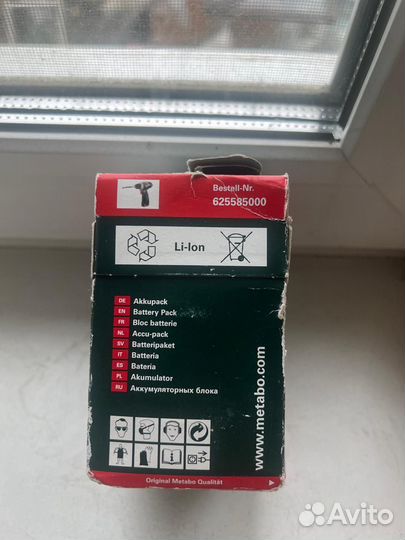 Bestell-Nr.
625585000
Li-Ion
DE Akkupack
EN Battery Pack
FR Bloc batterie
NL Accu-pack
SV Batteripaket
IT Batteria
ES Batería
PL Akumulator
RU Аккумуляторных блока
www.metabo.com
Original Metabo Qualität
Avito